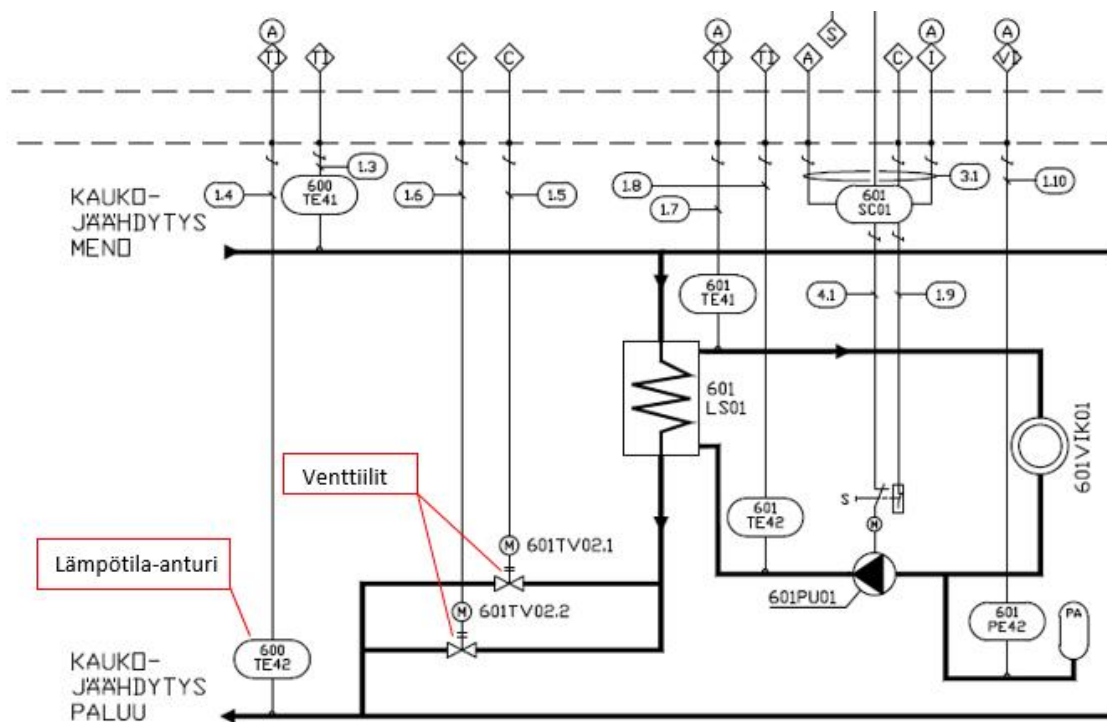 A
TI
TI
C
C
A
TI
TI
A
S
C
A
I
A
VI
1.4
1.3
600
TE41
1.6
1.5
1.8
1.7
601
SC01
3.1
1.10
KAUKO-
JÄÄHDYTYS
MENO
601
TE41
4.1
1.9
601
LS01
601VIK01
Venttiilit
S
M
601
TE42
M
601TV02.1
Lämpötila-anturi
M
601TV02.2
601PU01
601
PE42
PA
600
TE42
KAUKO-
JÄÄHDYTYS
PALUU